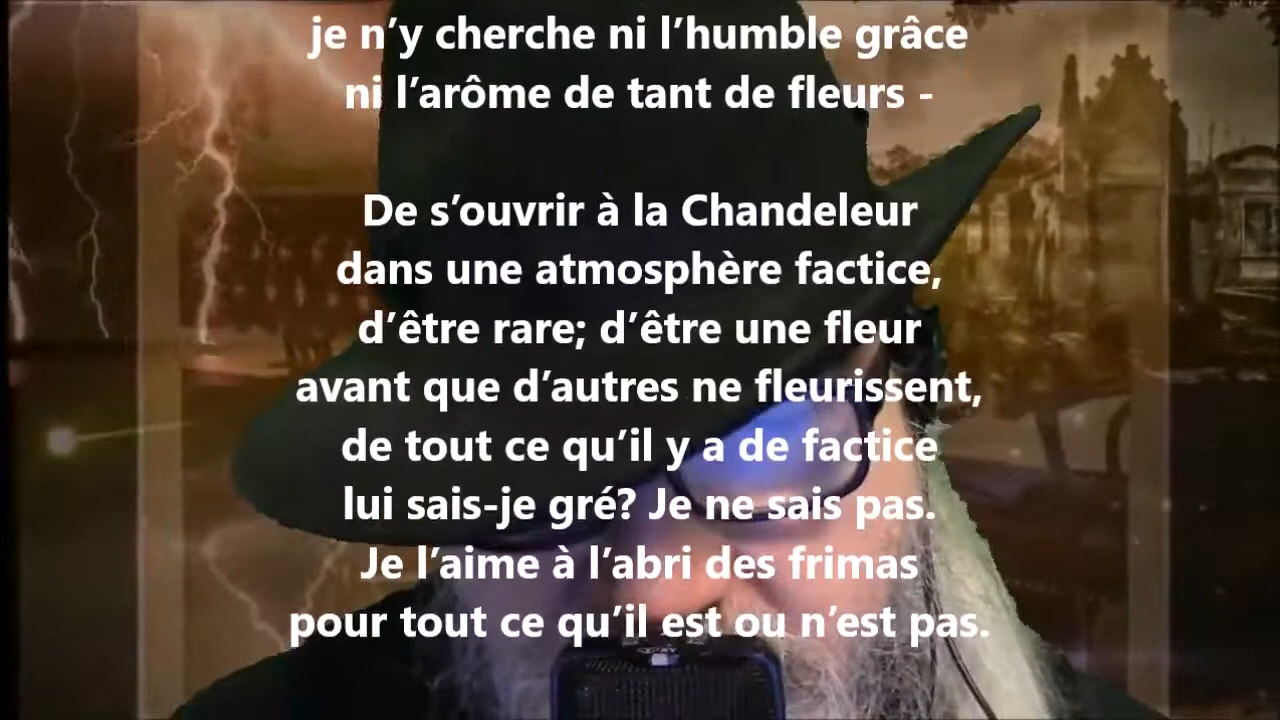 je n’y cherche ni l’humble grâce
ni l’arôme de tant de fleurs -
De s’ouvrir à la Chandeleur
dans une atmosphère factice,
d’être rare; d’être une fleur
avant que d’autres ne fleurissent,
de tout ce qu’il y a de factice
lui sais-je gré? Je ne sais pas.
Je l’aime à l’abri des frimas
pour tout ce qu’il est ou n’est pas.